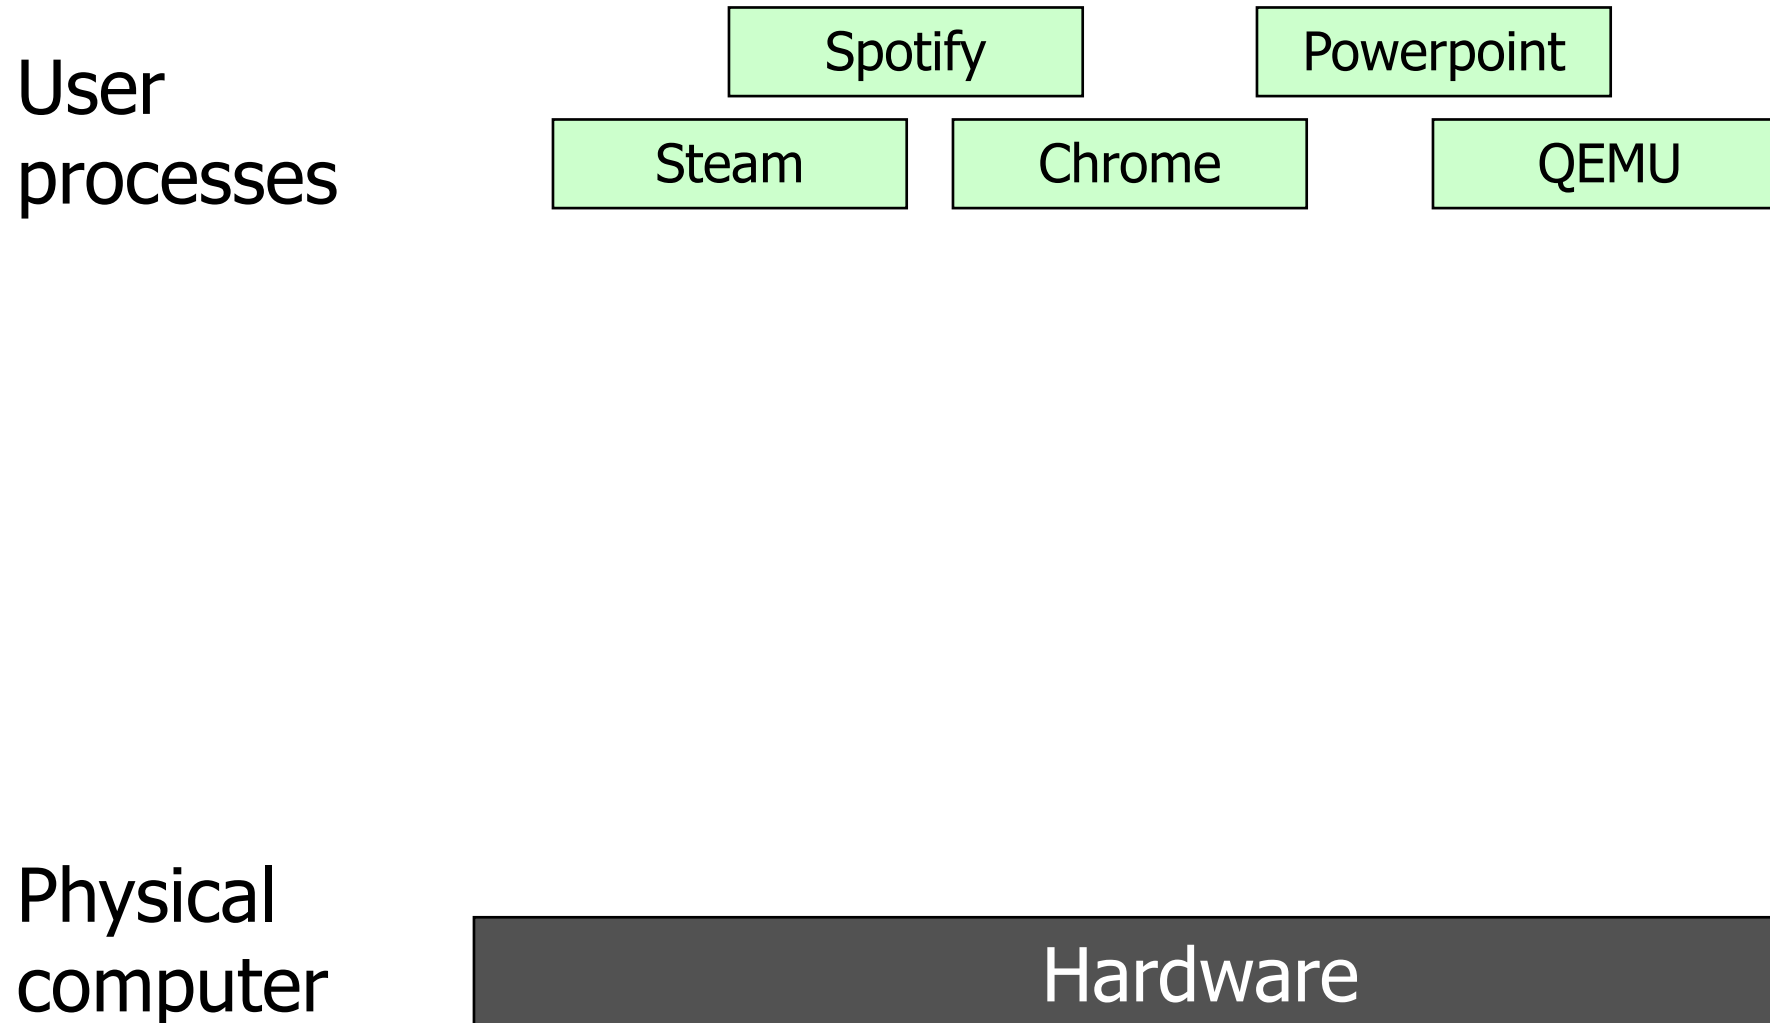 User
processes
Spotify
Powerpoint
Steam
Chrome
QEMU
Physical
computer
Hardware